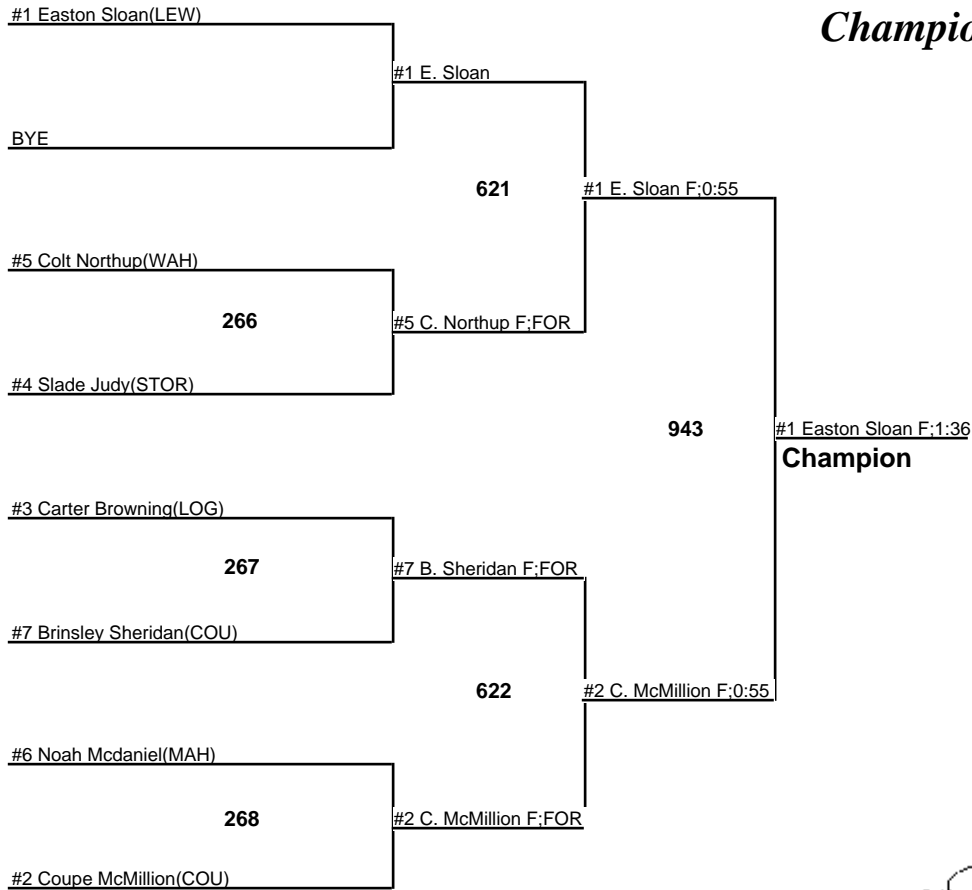 #1 Easton Sloan(LEW)
#1 E. Sloan
BYE
621
#1 E. Sloan F;0:55
#5 Colt Northup(WAH)
266
#5 C. Northup F;FOR
#4 Slade Judy(STOR)
943
#1 Easton Sloan F;1:36
Champion
#3 Carter Browning(LOG)
267
#7 B. Sheridan F;FOR
#7 Brinsley Sheridan(COU)
622
#2 C. McMillion F;0:55
#6 Noah Mcdaniel(MAH)
268
#2 C. McMillion F;FOR
#2 Coupe McMillion(COU)